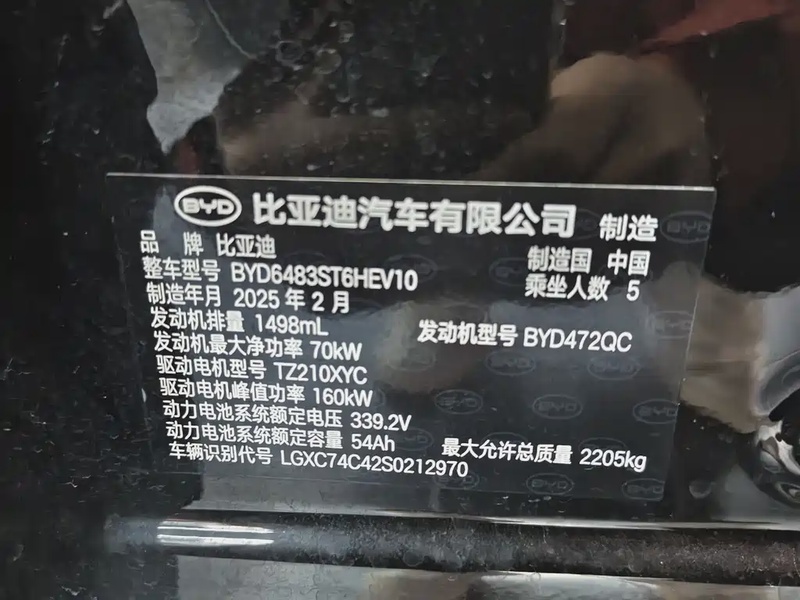 BYD 比亚迪汽车有限公司 制造
品 牌 比亚迪 制造国 中国
整车型号 BYD6483ST6HEV10 乘坐人数 5
制造年月 2025 年 2 月
发动机排量 1498mL 发动机型号 BYD472QC
发动机最大净功率 70kW
驱动电机型号 TZ210XYC
驱动电机峰值功率 160kW
动力电池系统额定电压 339.2V
动力电池系统额定容量 54Ah 最大允许总质量 2205kg
车辆识别代号 LGXC74C42S0212970